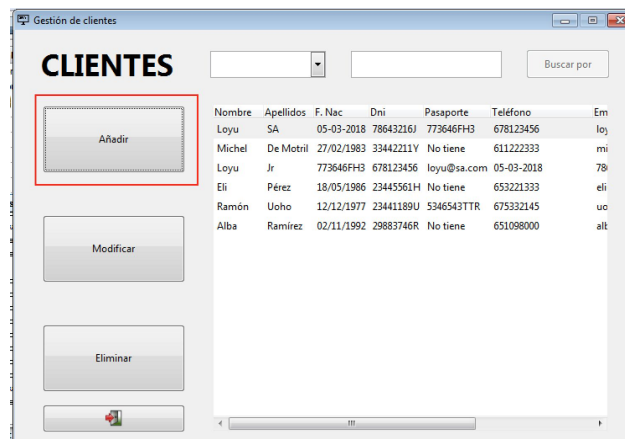 Gestión de clientes
CLIENTES
Buscar por
Añadir
Modificar
Eliminar
Nombre Apellidos F. Nac Dni Pasaporte Teléfono Em
Loyu SA 05-03-2018 78643216J 773646FH3 678123456 loy
Michel De Motril 27/02/1983 33442211Y No tiene 611222333 mi
Loyu Jr 773646FH3 678123456 loyu@sa.com 05-03-2018 78
Eli Pérez 18/05/1986 23445561H No tiene 653221333 eli
Ramón Uoho 12/12/1977 23441189U 5346543TTR 675332145 uo
Alba Ramírez 02/11/1992 29883746R No tiene 651098000 alb